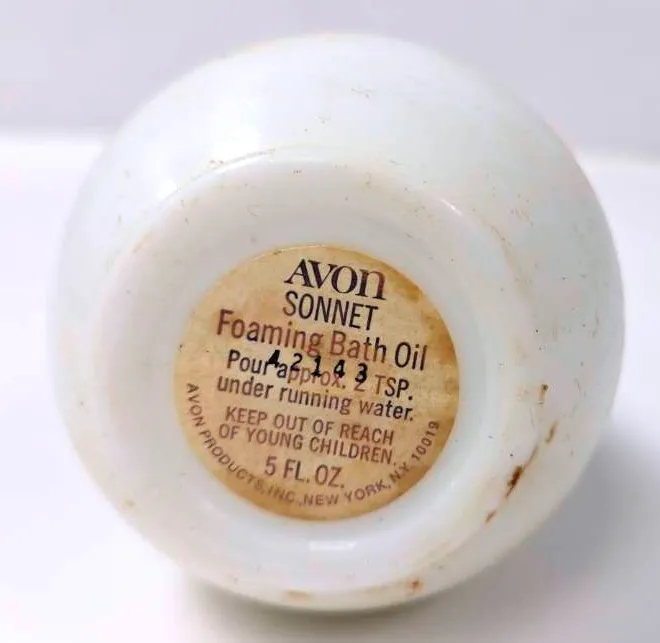 AVON
SONNET
Foaming Bath Oil
A2143
Pour approx. 2 TSP.
under running water.
KEEP OUT OF REACH
OF YOUNG CHILDREN.
5 FL. OZ.
AVON PRODUCTS, INC., NEW YORK, N.Y. 10019